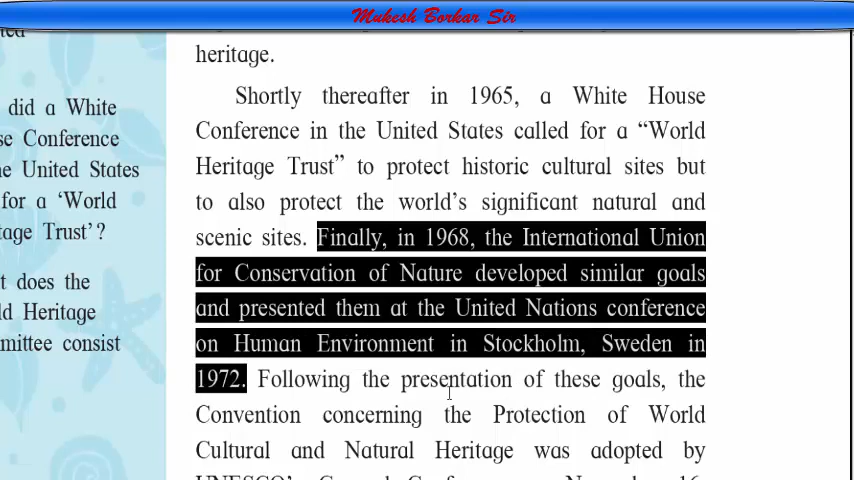 Mukesh Borkar Sir
heritage.
Shortly thereafter in 1965, a White House
Conference in the United States called for a “World
Heritage Trust” to protect historic cultural sites but
to also protect the world’s significant natural and
scenic sites. Finally, in 1968, the International Union
for Conservation of Nature developed similar goals
and presented them at the United Nations conference
on Human Environment in Stockholm, Sweden in
1972. Following the presentation of these goals, the
Convention concerning the Protection of World
Cultural and Natural Heritage was adopted by
did a White
se Conference
e United States
for a ‘World
tage Trust’?
t does the
ld Heritage
mittee consist